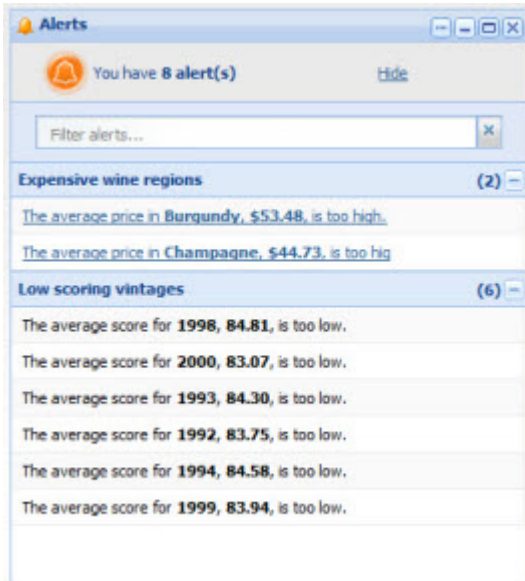 Alerts
You have 8 alert(s) Hide
Filter alerts...
Expensive wine regions (2)
The average price in Burgundy, $53.48, is too high.
The average price in Champagne, $44.73, is too hig
Low scoring vintages (6)
The average score for 1998, 84.81, is too low.
The average score for 2000, 83.07, is too low.
The average score for 1993, 84.30, is too low.
The average score for 1992, 83.75, is too low.
The average score for 1994, 84.58, is too low.
The average score for 1999, 83.94, is too low.